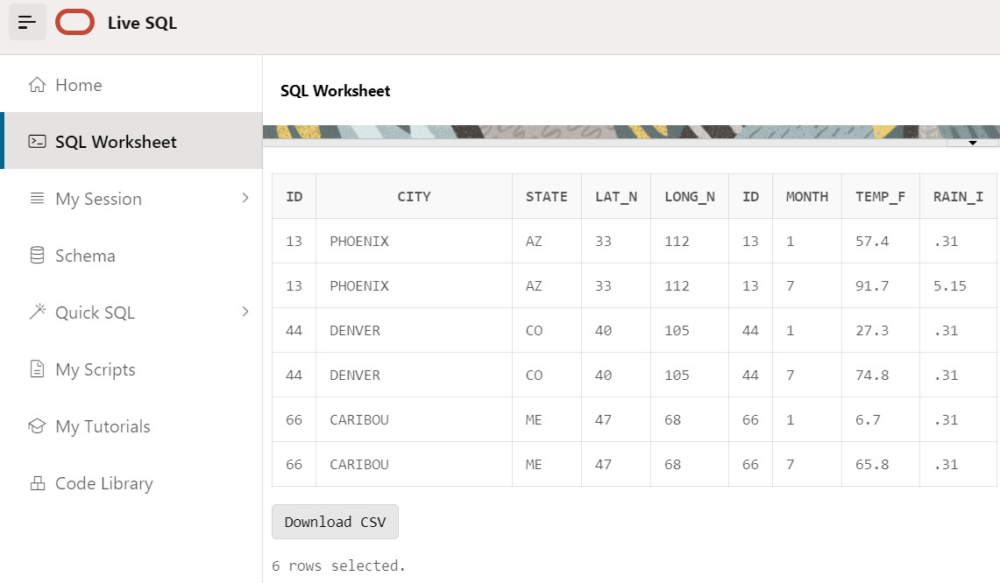 Live SQL
Home
SQL Worksheet
My Session
Schema
Quick SQL
My Scripts
My Tutorials
Code Library
SQL Worksheet
ID CITY STATE LAT_N LONG_N ID MONTH TEMP_F RAIN_I
13 PHOENIX AZ 33 112 13 1 57.4 .31
13 PHOENIX AZ 33 112 13 7 91.7 5.15
44 DENVER CO 40 105 44 1 27.3 .31
44 DENVER CO 40 105 44 7 74.8 .31
66 CARIBOU ME 47 68 66 1 6.7 .31
66 CARIBOU ME 47 68 66 7 65.8 .31
Download CSV
6 rows selected.